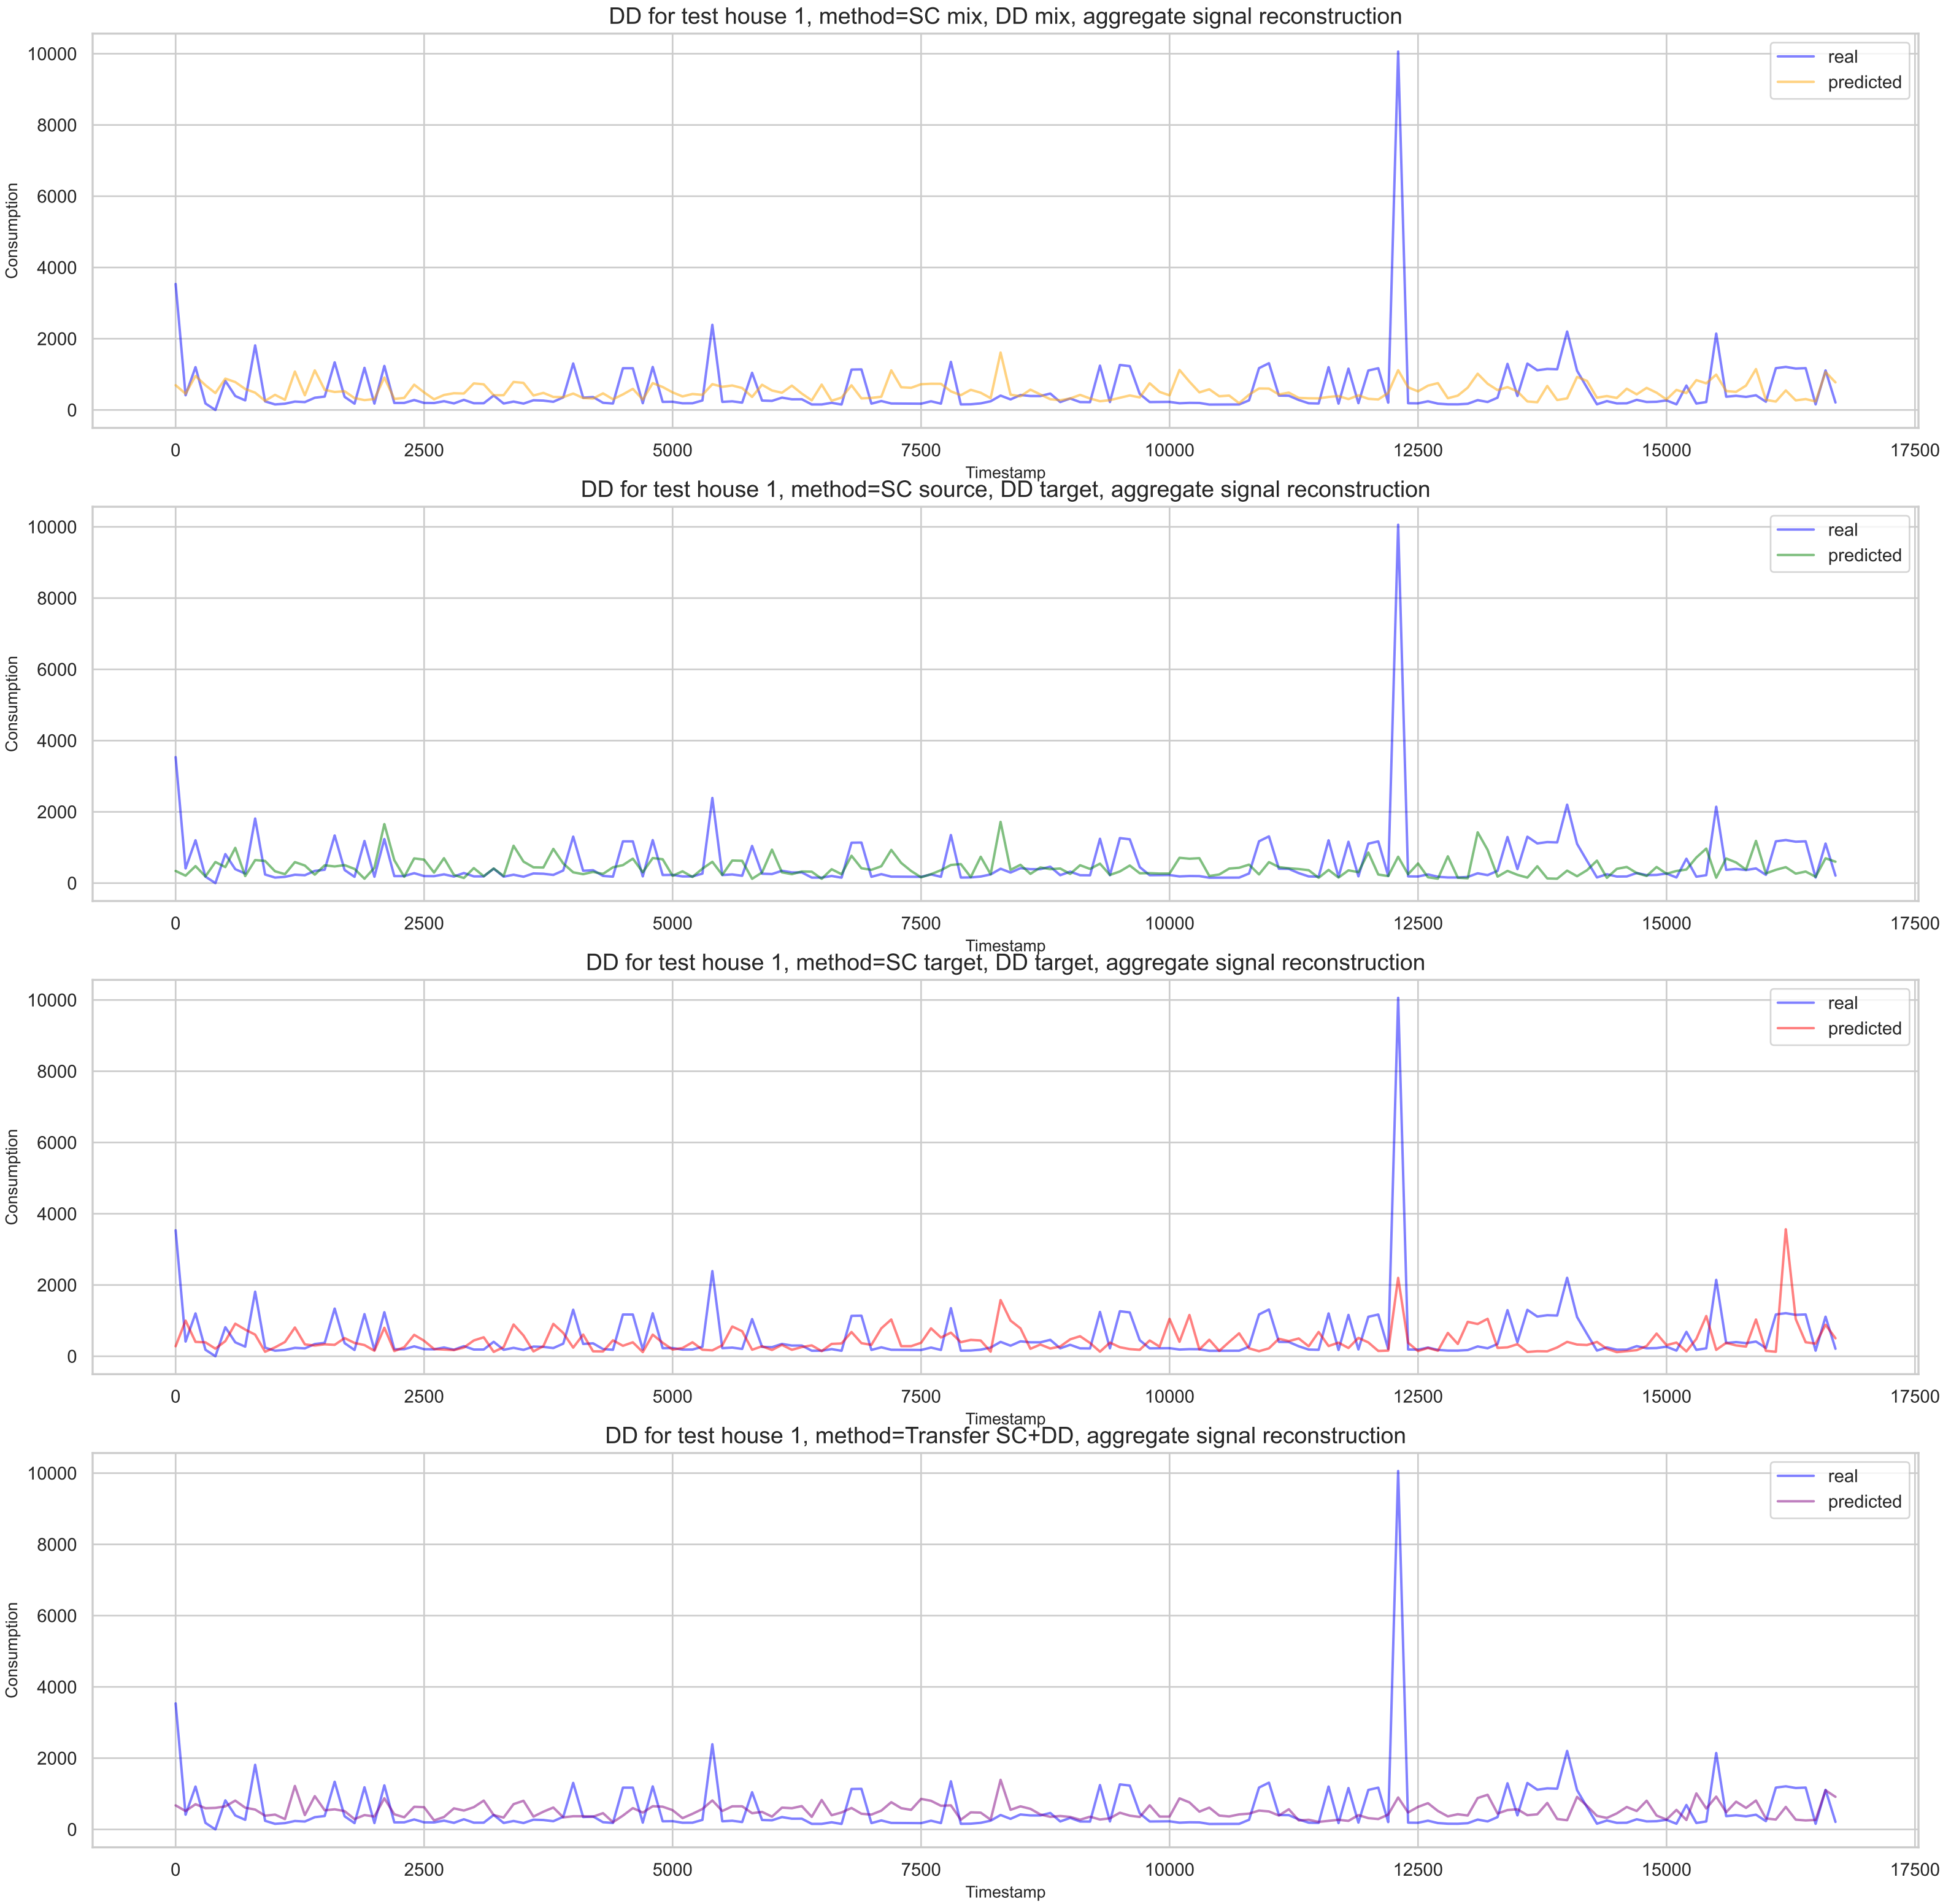 DD for test house 1, method=SC mix, DD mix, aggregate signal reconstruction
10000
8000
6000
4000
2000
0
Consumption
real
predicted
0 2500 5000 7500 10000 12500 15000 17500
Timestamp
DD for test house 1, method=SC source, DD target, aggregate signal reconstruction
10000
8000
6000
4000
2000
0
Consumption
real
predicted
0 2500 5000 7500 10000 12500 15000 17500
Timestamp
DD for test house 1, method=SC target, DD target, aggregate signal reconstruction
10000
8000
6000
4000
2000
0
Consumption
real
predicted
0 2500 5000 7500 10000 12500 15000 17500
Timestamp
DD for test house 1, method=Transfer SC+DD, aggregate signal reconstruction
10000
8000
6000
4000
2000
0
Consumption
real
predicted
0 2500 5000 7500 10000 12500 15000 17500
Timestamp